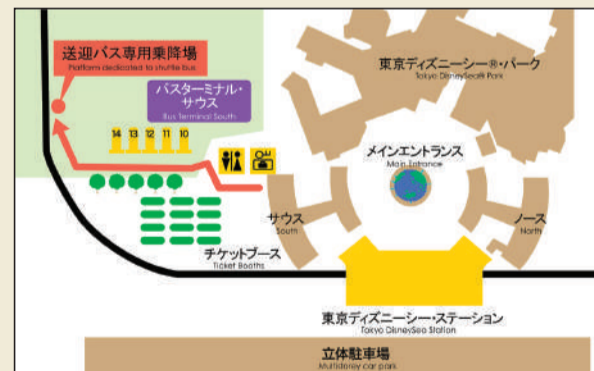 送迎バス専用乗降場
Platform dedicated to shuttle bus
バスターミナル・
サウス
Bus Terminal South
14 13 12 11 10
東京ディズニーシー®・パーク
Tokyo DisneySea® Park
メインエントランス
Main Entrance
サウス
South
ノース
North
チケットブース
Ticket Booths
東京ディズニーシー・ステーション
Tokyo DisneySea Station
立体駐車場
Multistorey car park